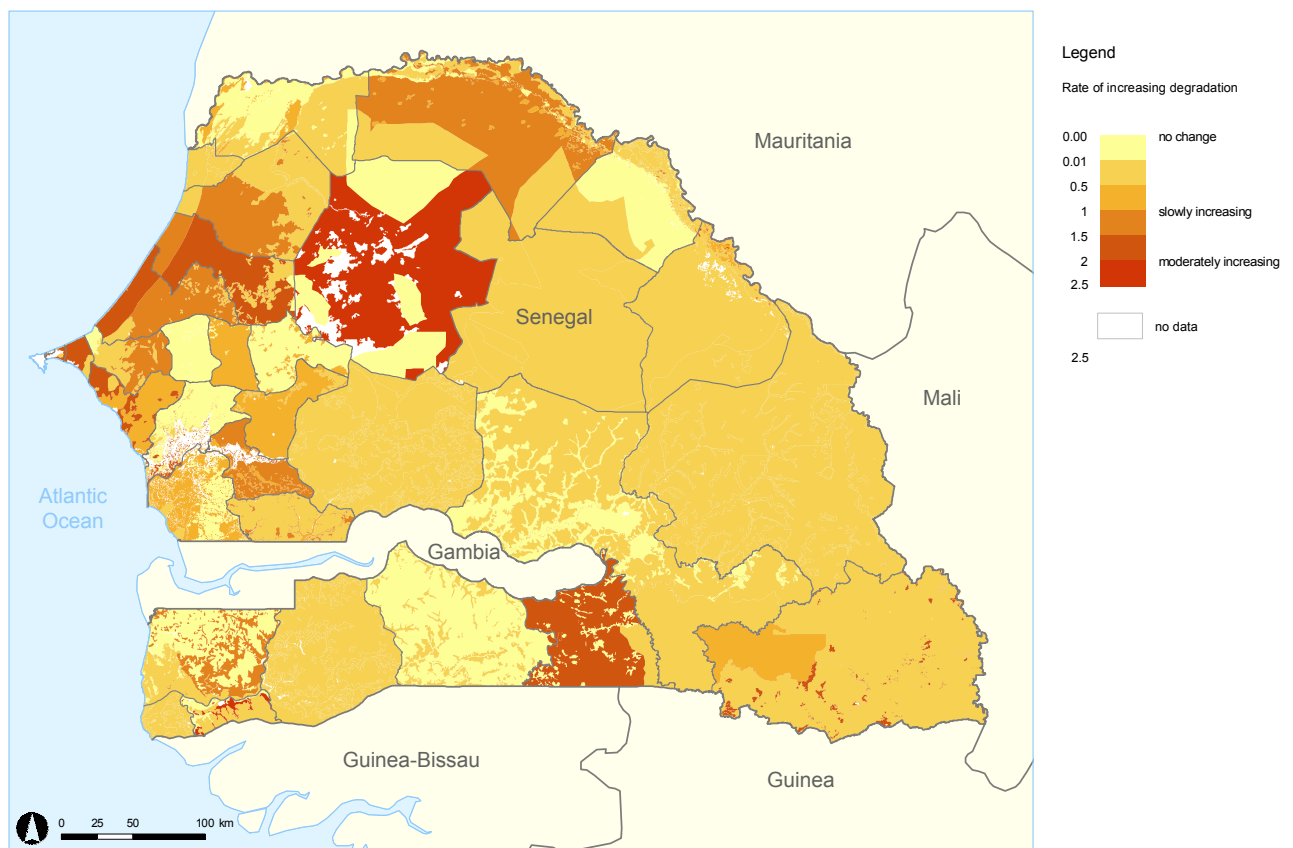 Legend
Rate of increasing degradation
0.00 no change
0.01
0.5
1 slowly increasing
1.5
2 moderately increasing
2.5
no data
2.5
Mauritania
Senegal
Mali
Atlantic
Ocean
Gambia
Guinea-Bissau
Guinea
0 25 50 100 km